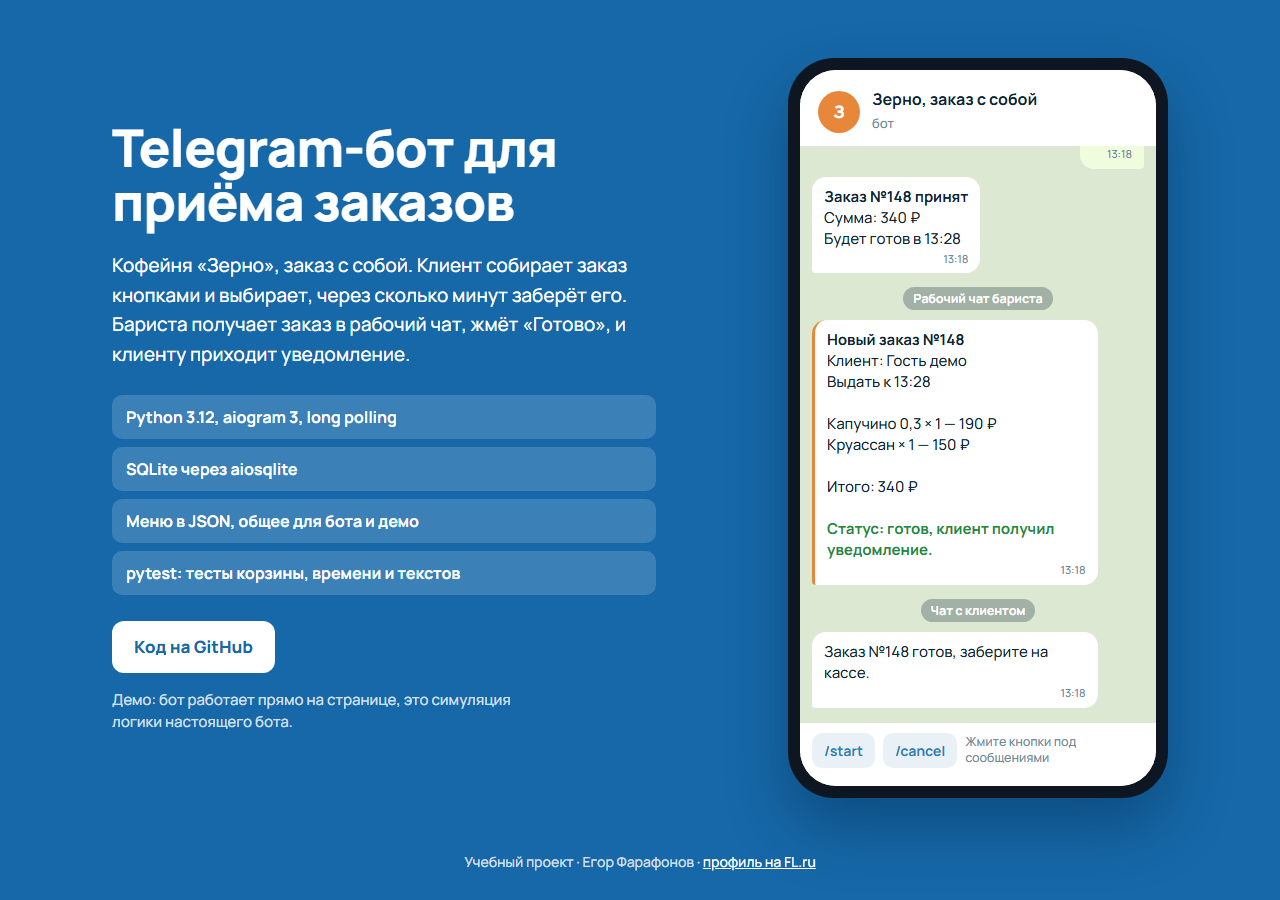 Telegram-бот для
приёма заказов
Кофейня «Зерно», заказ с собой. Клиент собирает заказ
кнопками и выбирает, через сколько минут заберёт его.
Бариста получает заказ в рабочий чат, жмёт «Готово», и
клиенту приходит уведомление.
Python 3.12, aiogram 3, long polling
SQLite через aiosqlite
Меню в JSON, общее для бота и демо
pytest: тесты корзины, времени и текстов
Код на GitHub
Демо: бот работает прямо на странице, это симуляция
логики настоящего бота.
З
Зерно, заказ с собой
бот
13:18
Заказ №148 принят
Сумма: 340 ₽
Будет готов в 13:28
13:18
Рабочий чат бариста
Новый заказ №148
Клиент: Гость демо
Выдать к 13:28
Капучино 0,3 × 1 — 190 ₽
Круассан × 1 — 150 ₽
Итого: 340 ₽
Статус: готов, клиент получил
уведомление.
13:18
Чат с клиентом
Заказ №148 готов, заберите на
кассе.
13:18
/start
/cancel
Жмите кнопки под
сообщениями
Учебный проект · Егор Фарафонов · профиль на FL.ru